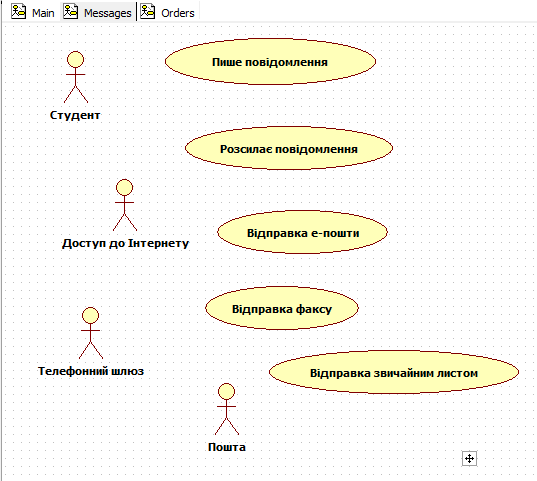 Main Messages Orders
Пише повідомлення
Студент
Розсилає повідомлення
Доступ до Інтернету
Відправка е-пошти
Відправка факсу
Телефонний шлюз
Відправка звичайним листом
Пошта